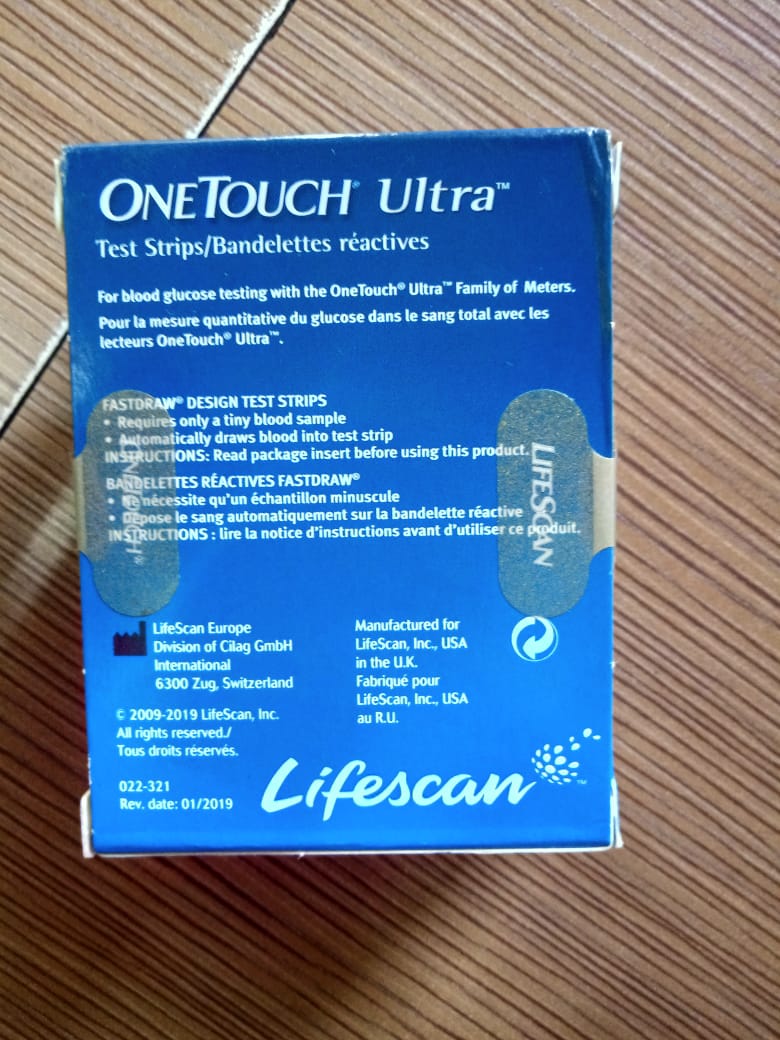 ONETOUCH® Ultra™
Test Strips/Bandelettes réactives
For blood glucose testing with the OneTouch® Ultra™ Family of Meters.
Pour la mesure quantitative du glucose dans le sang total avec les
lecteurs OneTouch® Ultra™.
FASTDRAW® DESIGN TEST STRIPS
• Requires only a tiny blood sample
• Automatically draws blood into test strip
INSTRUCTIONS: Read package insert before using this product.
BANDELETTES RÉACTIVES FASTDRAW®
• Ne nécessite qu'un échantillon minuscule
• Dépose le sang automatiquement sur la bandelette réactive
INSTRUCTIONS : lire la notice d'instructions avant d'utiliser ce produit.
ONETOUCH®
LIFESCAN
LifeScan Europe
Division of Cilag GmbH
International
6300 Zug, Switzerland
Manufactured for
LifeScan, Inc., USA
in the U.K.
Fabriqué pour
LifeScan, Inc., USA
au R.U.
© 2009-2019 LifeScan, Inc.
All rights reserved./
Tous droits réservés.
022-321
Rev. date: 01/2019
Lifescan™